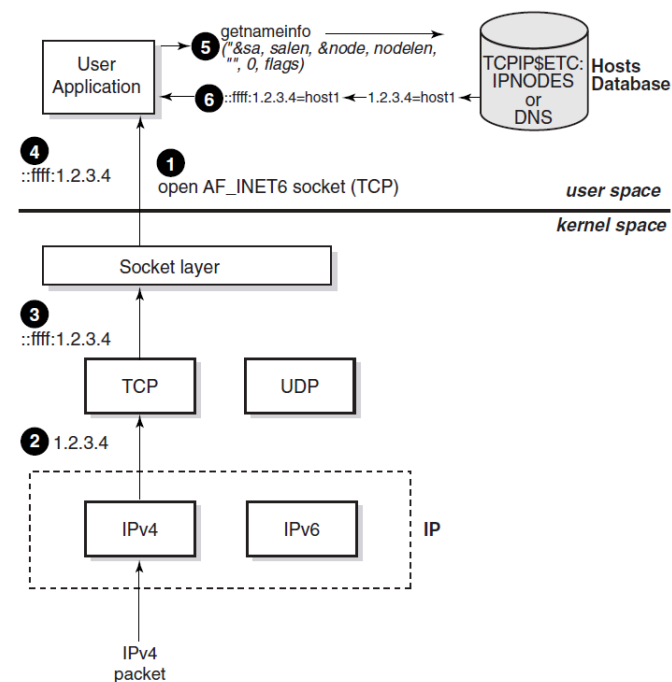 User
Application
5
getnameinfo
("&sa, salen, &node, nodelen,
"", 0, flags)
6
::ffff:1.2.3.4=host1
1.2.3.4=host1
TCPIP$ETC:
IPNODES
or
DNS
Hosts
Database
4
::ffff:1.2.3.4
1
open AF_INET6 socket (TCP)
user space
kernel space
Socket layer
3
::ffff:1.2.3.4
TCP
UDP
2 1.2.3.4
IPv4
IPv6
IP
IPv4
packet